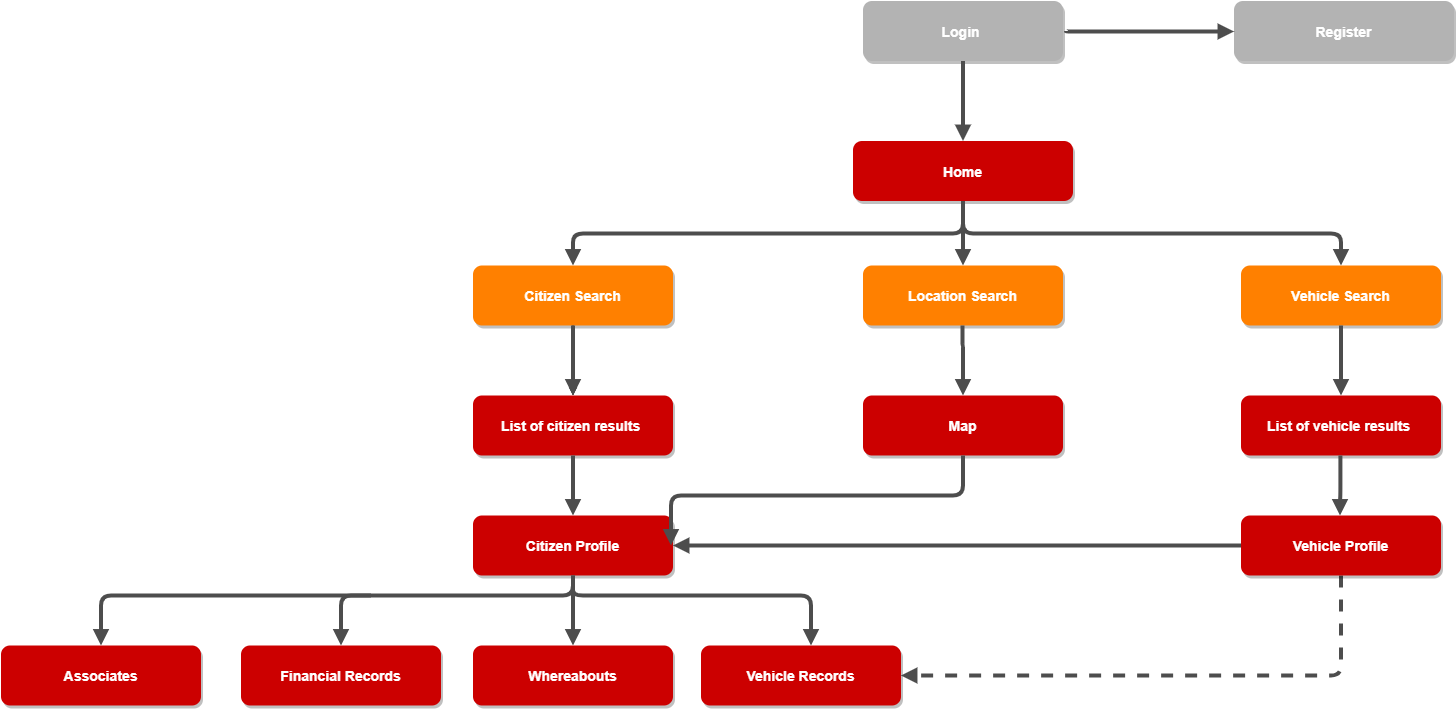 Login
Register
Home
Citizen Search
Location Search
Vehicle Search
List of citizen results
Map
List of vehicle results
Citizen Profile
Vehicle Profile
Associates
Financial Records
Whereabouts
Vehicle Records